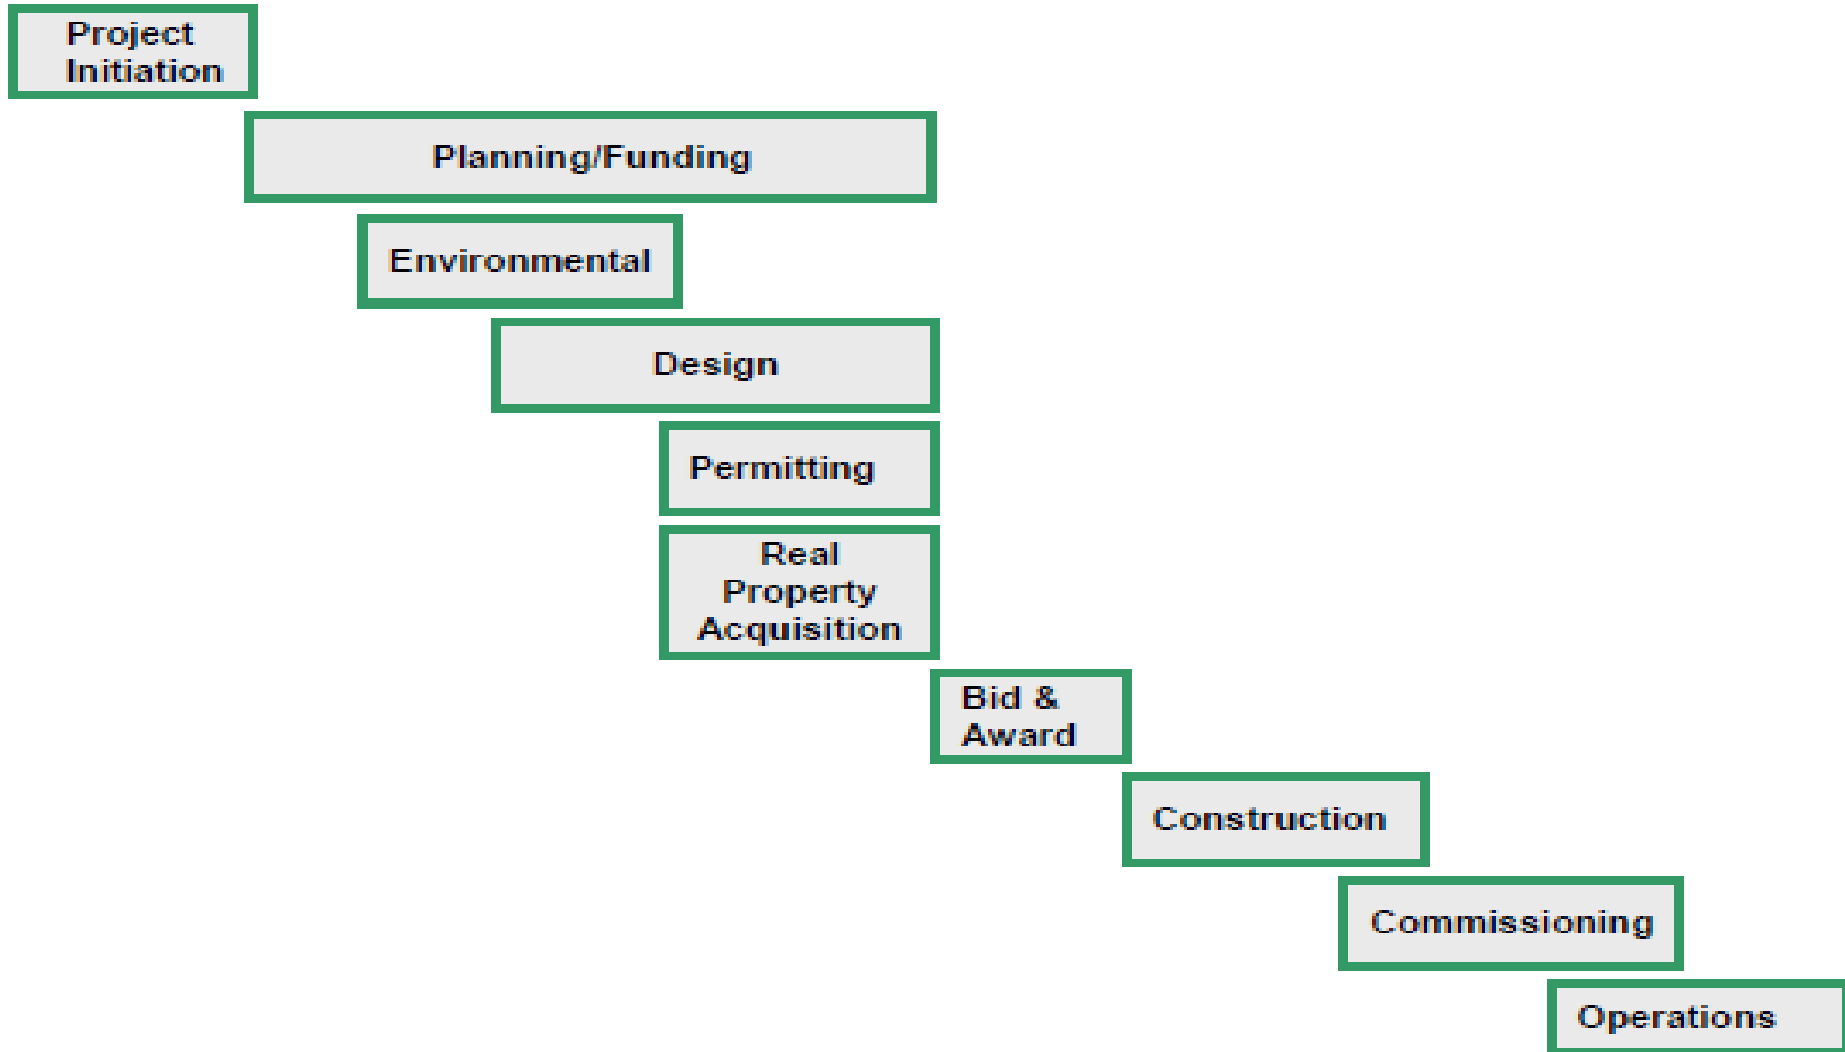 Project
Initiation
Planning/Funding
Environmental
Design
Permitting
Real
Property
Acquisition
Bid &
Award
Construction
Commissioning
Operations